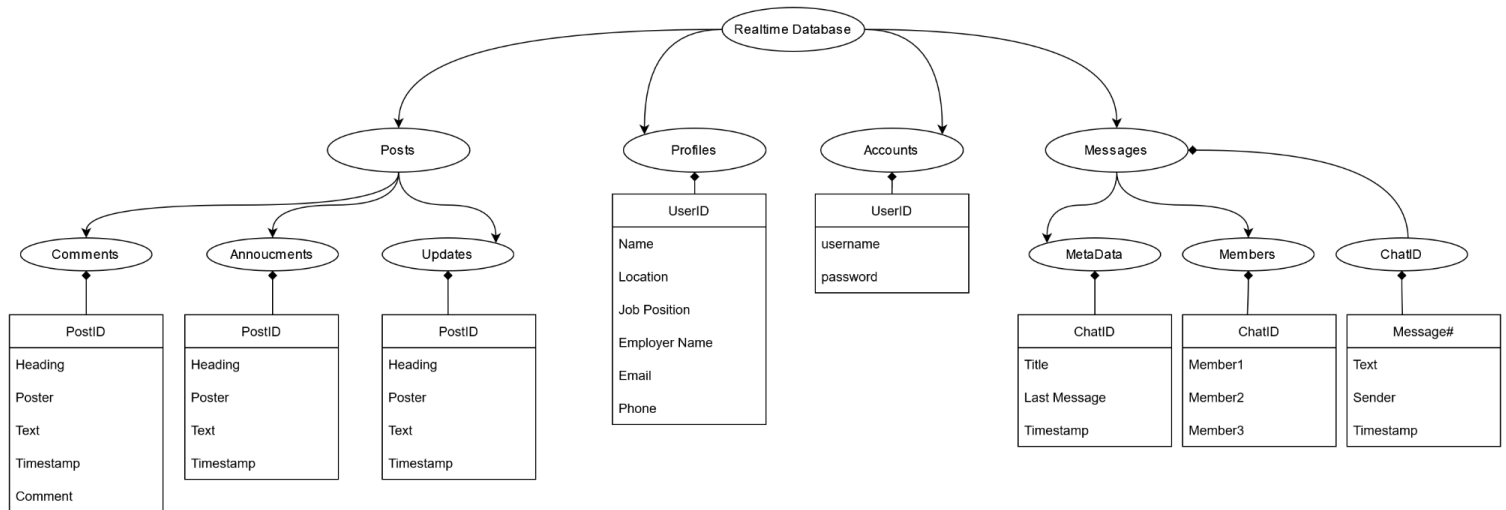 Realtime Database
Posts
Profiles
Accounts
Messages
Comments
Annoucments
Updates
MetaData
Members
ChatID
PostID
Heading
Poster
Text
Timestamp
Comment
PostID
Heading
Poster
Text
Timestamp
PostID
Heading
Poster
Text
Timestamp
UserID
Name
Location
Job Position
Employer Name
Email
Phone
UserID
username
password
ChatID
Title
Last Message
Timestamp
ChatID
Member1
Member2
Member3
Message#
Text
Sender
Timestamp